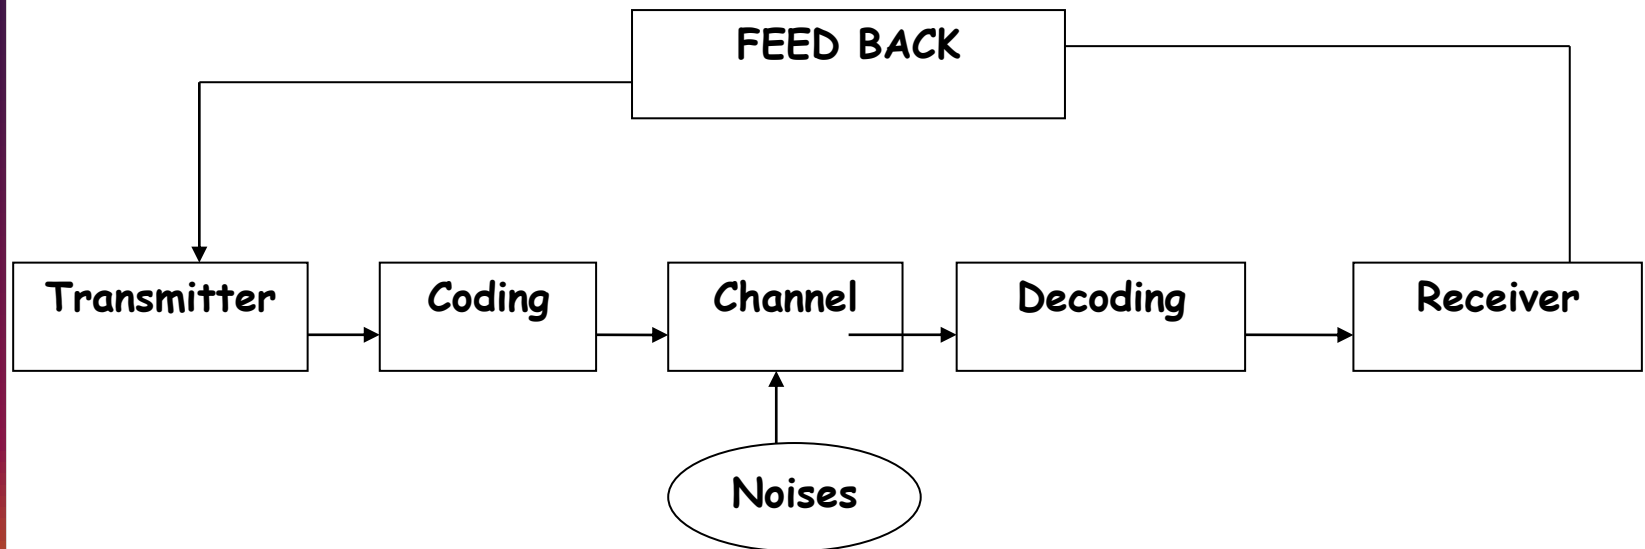 FEED BACK
Transmitter
Coding
Channel
Decoding
Receiver
Noises